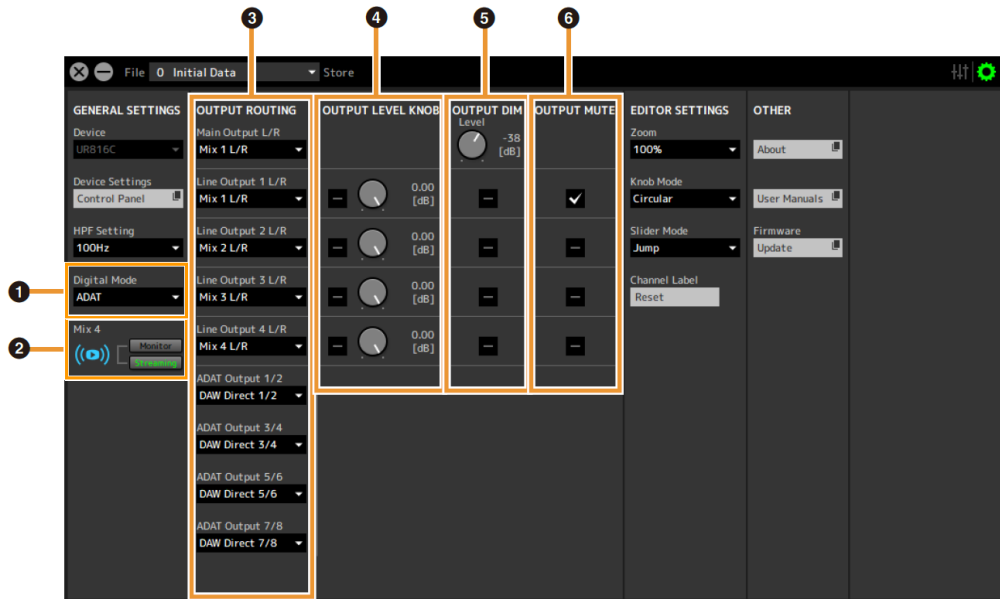 3 4 5 6
File 0 Initial Data Store
GENERAL SETTINGS
Device
UR816C
Device Settings
Control Panel
HPF Setting
100Hz
1
Digital Mode
ADAT
2
Mix 4
Monitor
Streaming
OUTPUT ROUTING
Main Output L/R
Mix 1 L/R
Line Output 1 L/R
Mix 1 L/R
Line Output 2 L/R
Mix 2 L/R
Line Output 3 L/R
Mix 3 L/R
Line Output 4 L/R
Mix 4 L/R
ADAT Output 1/2
DAW Direct 1/2
ADAT Output 3/4
DAW Direct 3/4
ADAT Output 5/6
DAW Direct 5/6
ADAT Output 7/8
DAW Direct 7/8
OUTPUT LEVEL KNOB
0.00
[dB]
0.00
[dB]
0.00
[dB]
0.00
[dB]
OUTPUT DIM
Level
-38
[dB]
OUTPUT MUTE
EDITOR SETTINGS
Zoom
100%
Knob Mode
Circular
Slider Mode
Jump
Channel Label
Reset
OTHER
About
User Manuals
Firmware
Update